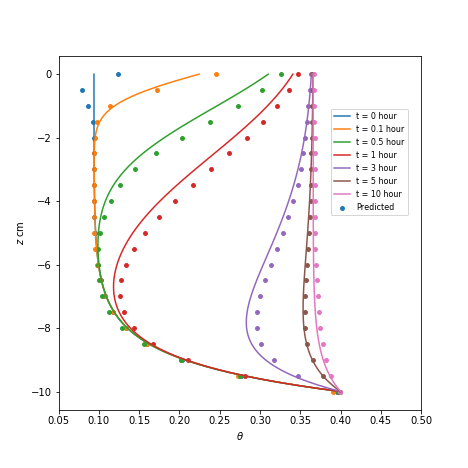 0
−2
−4
−6
−8
−10
z cm
0.05 0.10 0.15 0.20 0.25 0.30 0.35 0.40 0.45 0.50
θ
t = 0 hour
t = 0.1 hour
t = 0.5 hour
t = 1 hour
t = 3 hour
t = 5 hour
t = 10 hour
Predicted